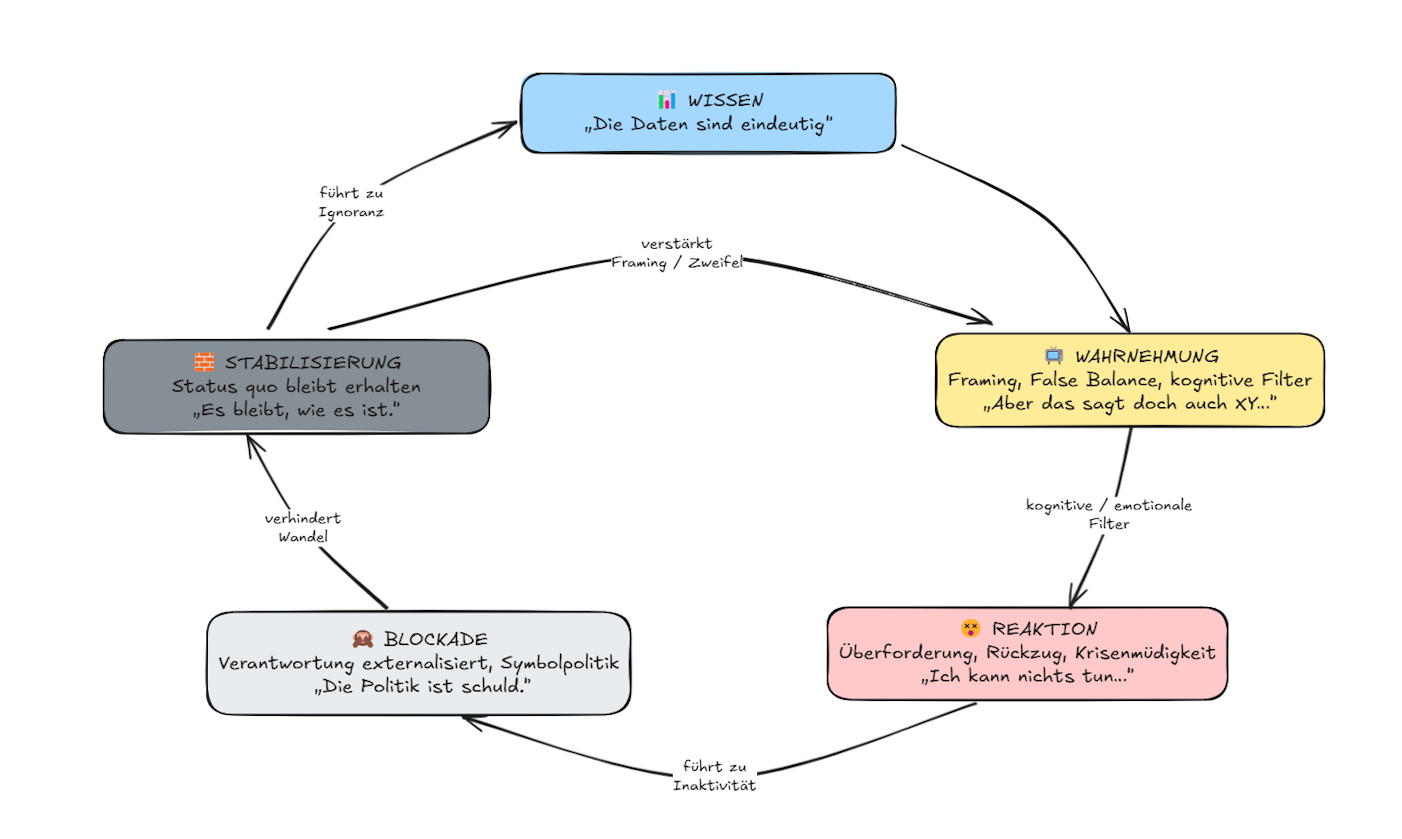 📊 WISSEN
„Die Daten sind eindeutig"
führt zu
Ignoranz
verstärkt
Framing / Zweifel
🧱 STABILISIERUNG
Status quo bleibt erhalten
„Es bleibt, wie es ist."
📺 WAHRNEHMUNG
Framing, False Balance, kognitive Filter
„Aber das sagt doch auch XY..."
kognitive / emotionale
Filter
verhindert
Wandel
🙈 BLOCKADE
Verantwortung externalisiert, Symbolpolitik
„Die Politik ist schuld."
😵 REAKTION
Überforderung, Rückzug, Krisenmüdigkeit
„Ich kann nichts tun..."
führt zu
Inaktivität